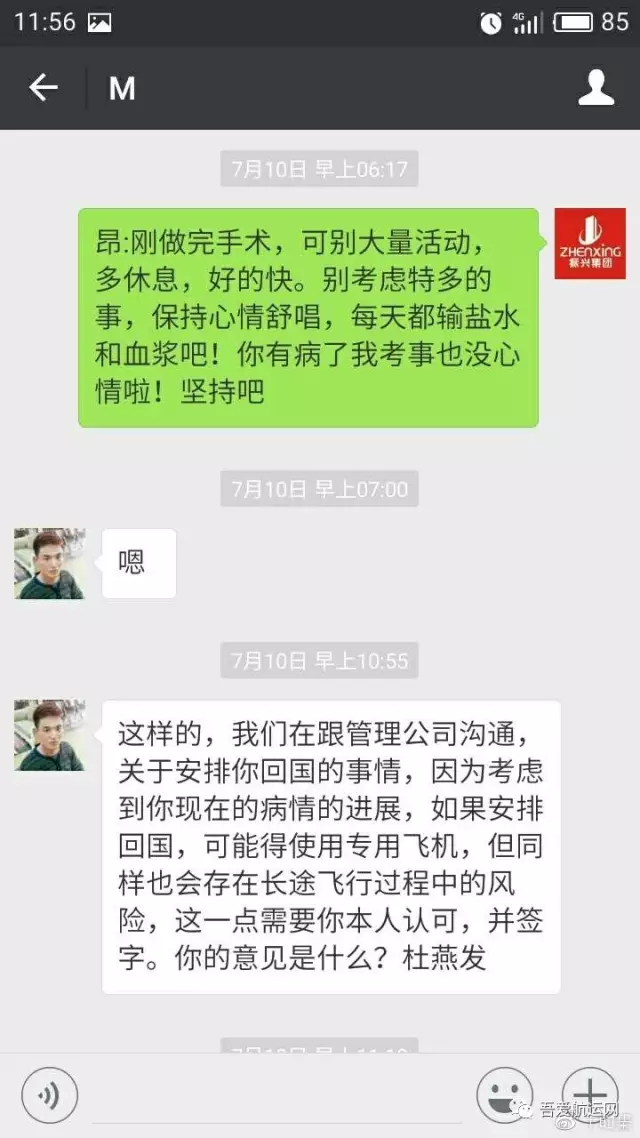 11:56
4G
85
M
7月10日 早上06:17
昂:刚做完手术，可别大量活动，
多休息，好的快。别考虑特多的
事，保持心情舒唱，每天都输盐水
和血浆吧！你有病了我考事也没心
情啦！坚持吧
ZHENXING
振兴集团
7月10日 早上07:00
嗯
7月10日 早上10:55
这样的，我们在跟管理公司沟通，
关于安排你回国的事情，因为考虑
到你现在的病情的进展，如果安排
回国，可能得使用专用飞机，但同
样也会存在长途飞行过程中的风
险，这一点需要你本人认可，并签
字。你的意见是什么？杜燕发
吾爱航运网